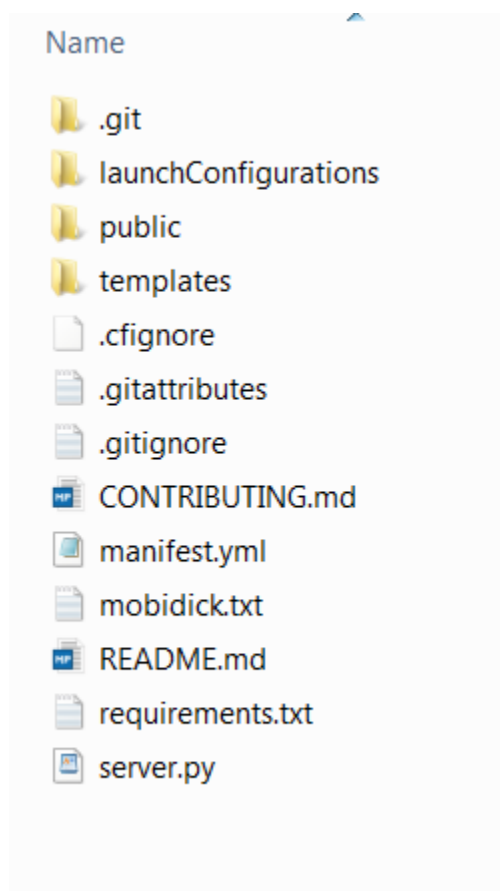 Name
.git
launchConfigurations
public
templates
.cfignore
.gitattributes
.gitignore
CONTRIBUTING.md
manifest.yml
mobidick.txt
README.md
requirements.txt
server.py